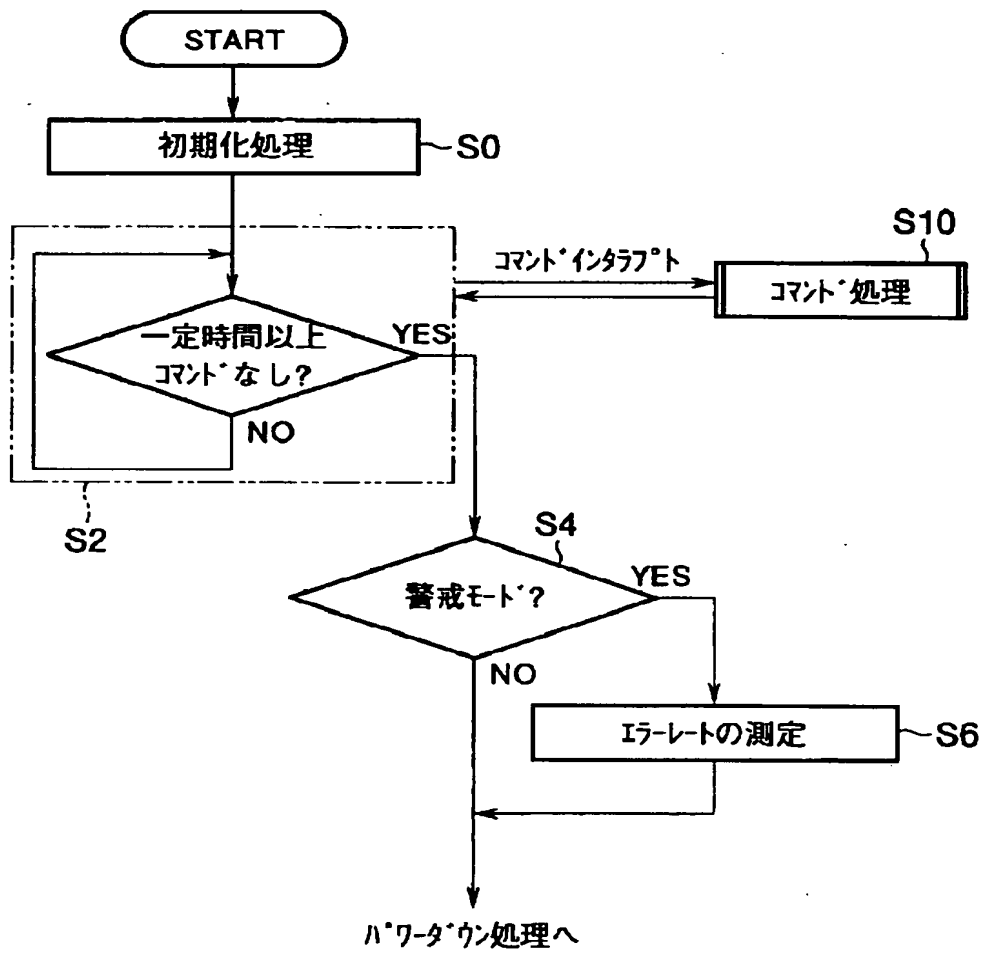 START
初期化処理
S0
S10
コマンドインタラプト
コマンド処理
一定時間以上
コマンドなし?
YES
NO
S2
S4
警戒モード?
YES
NO
エラーレートの測定
S6
パワーダウン処理へ